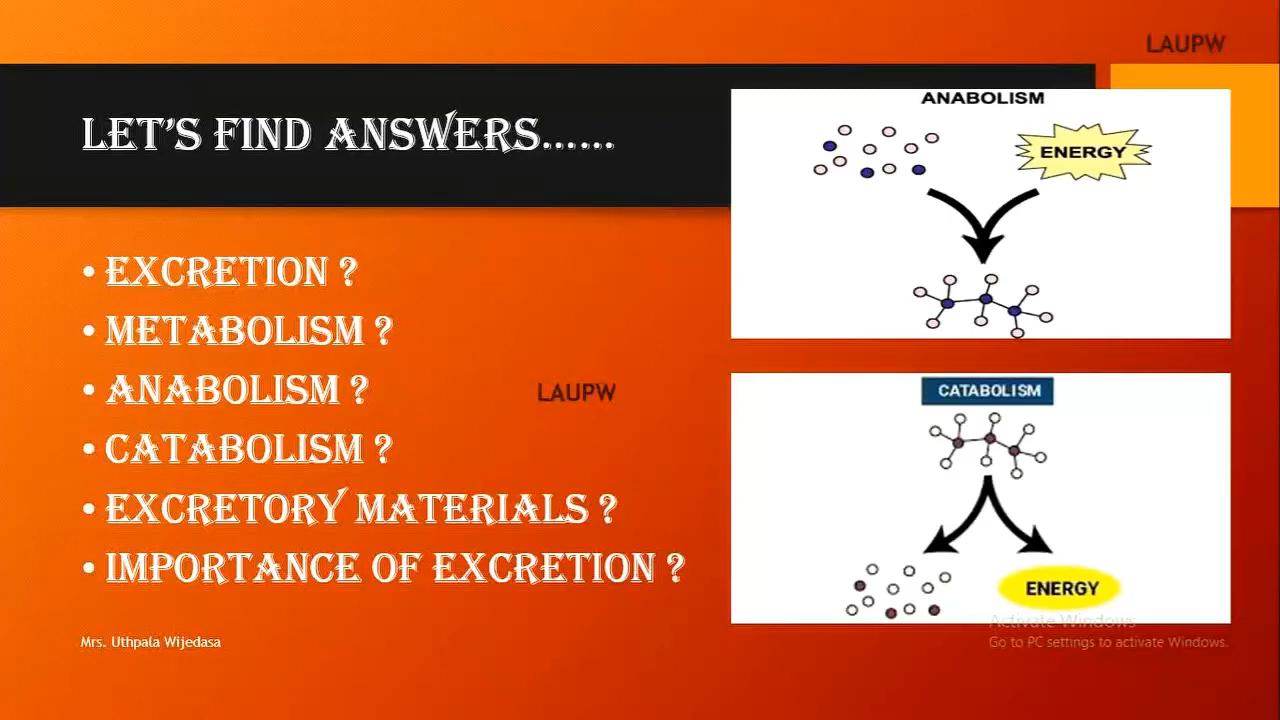 LAUPW
LET'S FIND ANSWERS......
• EXCRETION ?
• METABOLISM ?
• ANABOLISM ?
• CATABOLISM ?
• EXCRETORY MATERIALS ?
• IMPORTANCE OF EXCRETION ?
LAUPW
Mrs. Uthpala Wijedasa
ANABOLISM
ENERGY
CATABOLISM
ENERGY
Activate Windows
Go to PC settings to activate Windows.